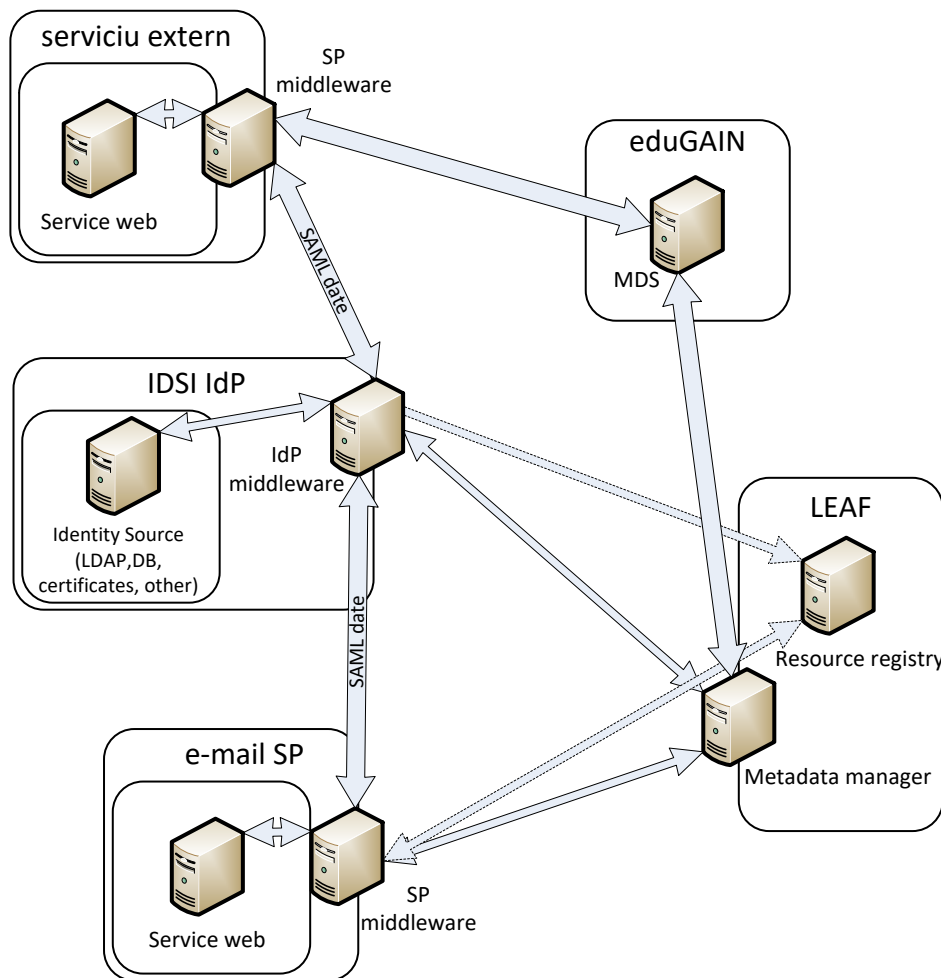 serviciu extern
SP
middleware
Service web
eduGAIN
MDS
SAML date
IDSI IdP
IdP
middleware
Identity Source
(LDAP,DB,
certificates, other)
LEAF
Resource registry
Metadata manager
SAML date
e-mail SP
Service web
SP
middleware